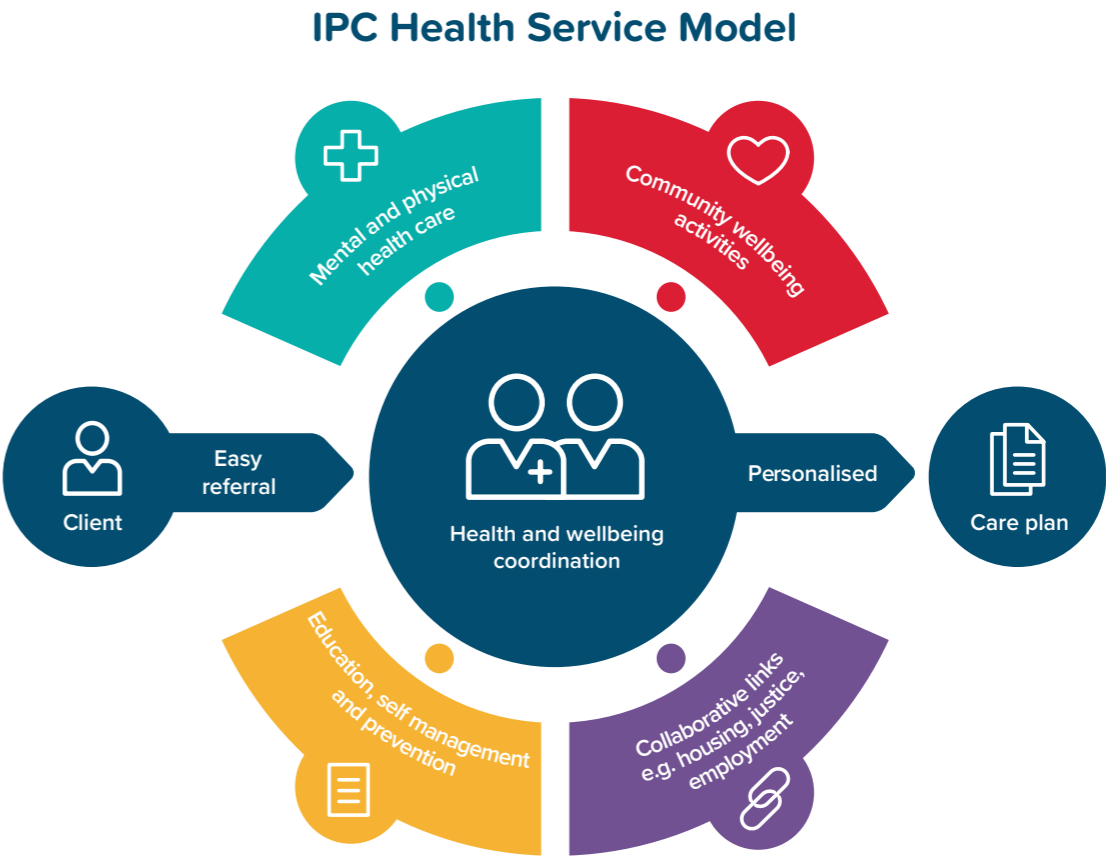 IPC Health Service Model
Mental and physical
health care
Community wellbeing
activities
Client
Easy
referral
Health and wellbeing
coordination
Personalised
Care plan
Education, self management
and prevention
Collaborative links
e.g. housing, justice,
employment